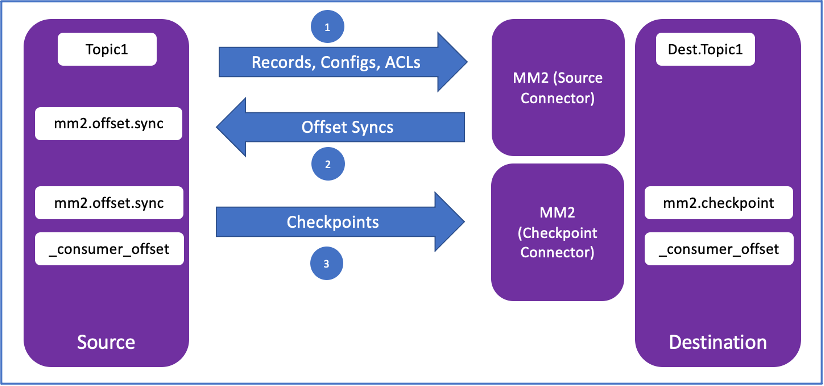 1
Topic1
Dest.Topic1
Records, Configs, ACLs
MM2 (Source
Connector)
mm2.offset.sync
Offset Syncs
2
mm2.offset.sync
Checkpoints
MM2
(Checkpoint
Connector)
mm2.checkpoint
_consumer_offset
_consumer_offset
3
Source
Destination